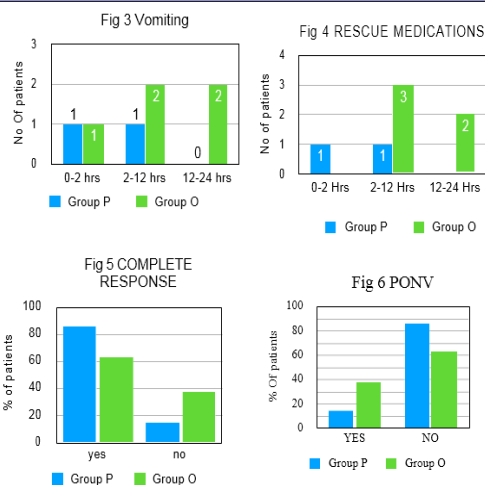 Fig 3 Vomiting
No Of patients
3
2
1
0
1
1
1
2
0
2
0-2 hrs
2-12 hrs
12-24 hrs
Group P
Group O
Fig 4 RESCUE MEDICATIONS
No of patients
4
3
2
1
0
1
1
3
2
0-2 Hrs
2-12 Hrs
12-24 Hrs
Group P
Group O
Fig 5 COMPLETE
RESPONSE
% of patients
100
80
60
40
20
0
yes
no
Group P
Group O
Fig 6 PONV
% Of patients
100
80
60
40
20
0
YES
NO
Group P
Group O